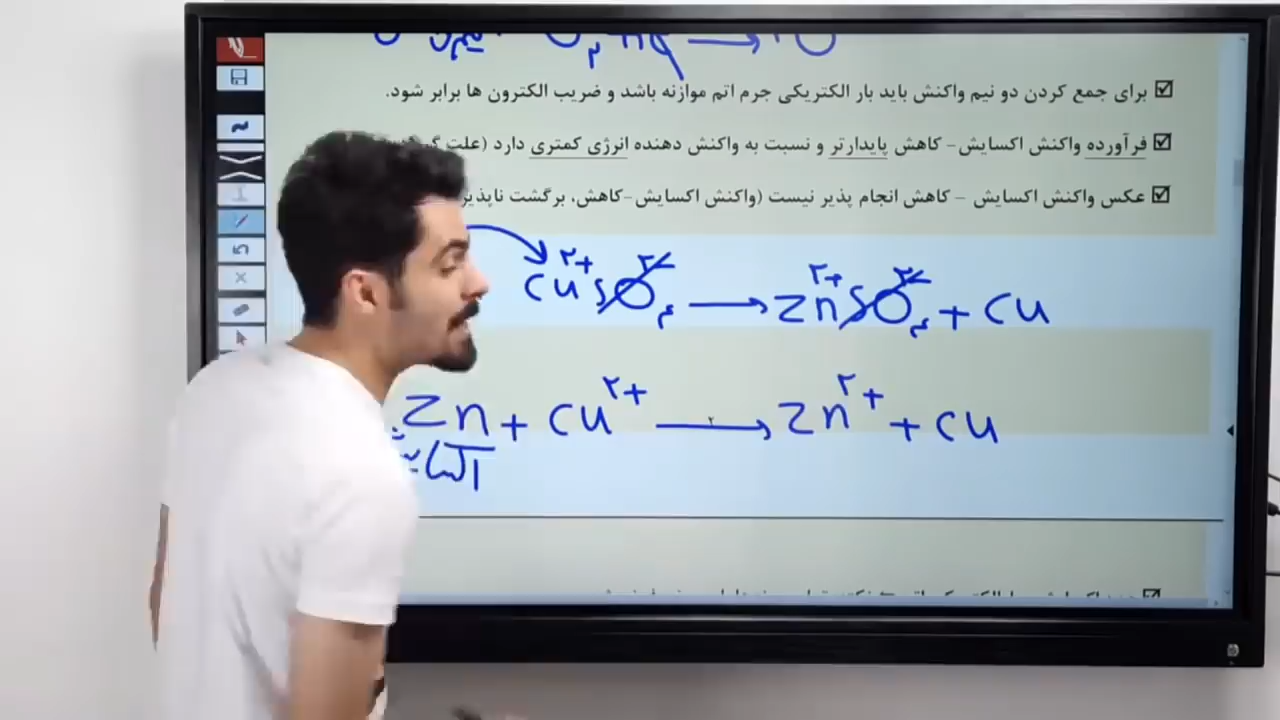 برای جمع کردن دو نیم واکنش باید بار الکتریکی جرم اتم موازنه باشد و ضریب الکترون ها برابر شود.
فرآورده واکنش اکسایش- کاهش پایدارتر و نسبت به واکنش دهنده انرژی کمتری دارد (علت
عکس واکنش اکسایش – کاهش انجام پذیر نیست (واکنش اکسایش-کاهش، برگشت ناپذیر
Cu²⁺SO₄²⁻ → Zn²⁺SO₄²⁻ + Cu
Zn + Cu²⁺ → Zn²⁺ + Cu